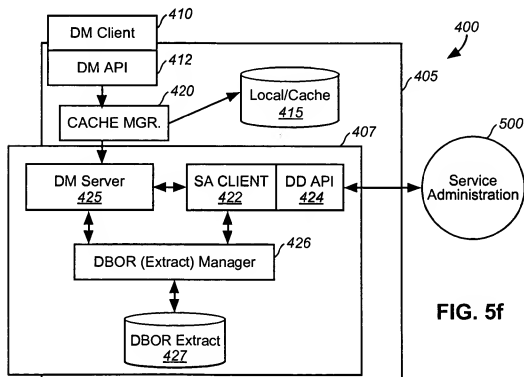 DM Client
410
400
DM API
412
405
420
CACHE MGR.
Local/Cache
415
407
500
DM Server
425
SA CLIENT
422
DD API
424
Service
Administration
426
DBOR (Extract) Manager
FIG. 5f
DBOR Extract
427